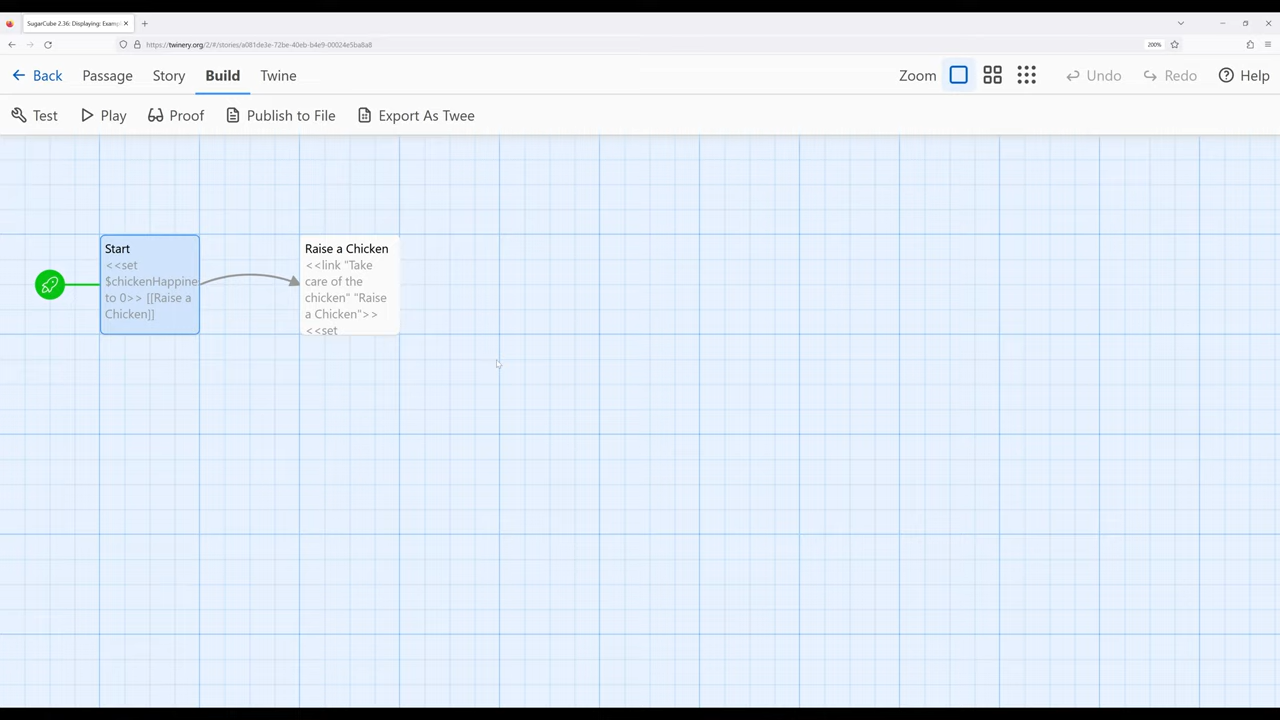 SugarCube 2.36: Displaying: Exampl
https://twinery.org/2/#/stories/a081de3e-72be-40eb-b4e9-00024e5ba8a8
200%
Back Passage Story Build Twine Zoom Undo Redo Help
Test Play Proof Publish to File Export As Twee
Start
<<set
$chickenHappine
to 0>> [[Raise a
Chicken]]
Raise a Chicken
<<link "Take
care of the
chicken" "Raise
a Chicken">>
<<set